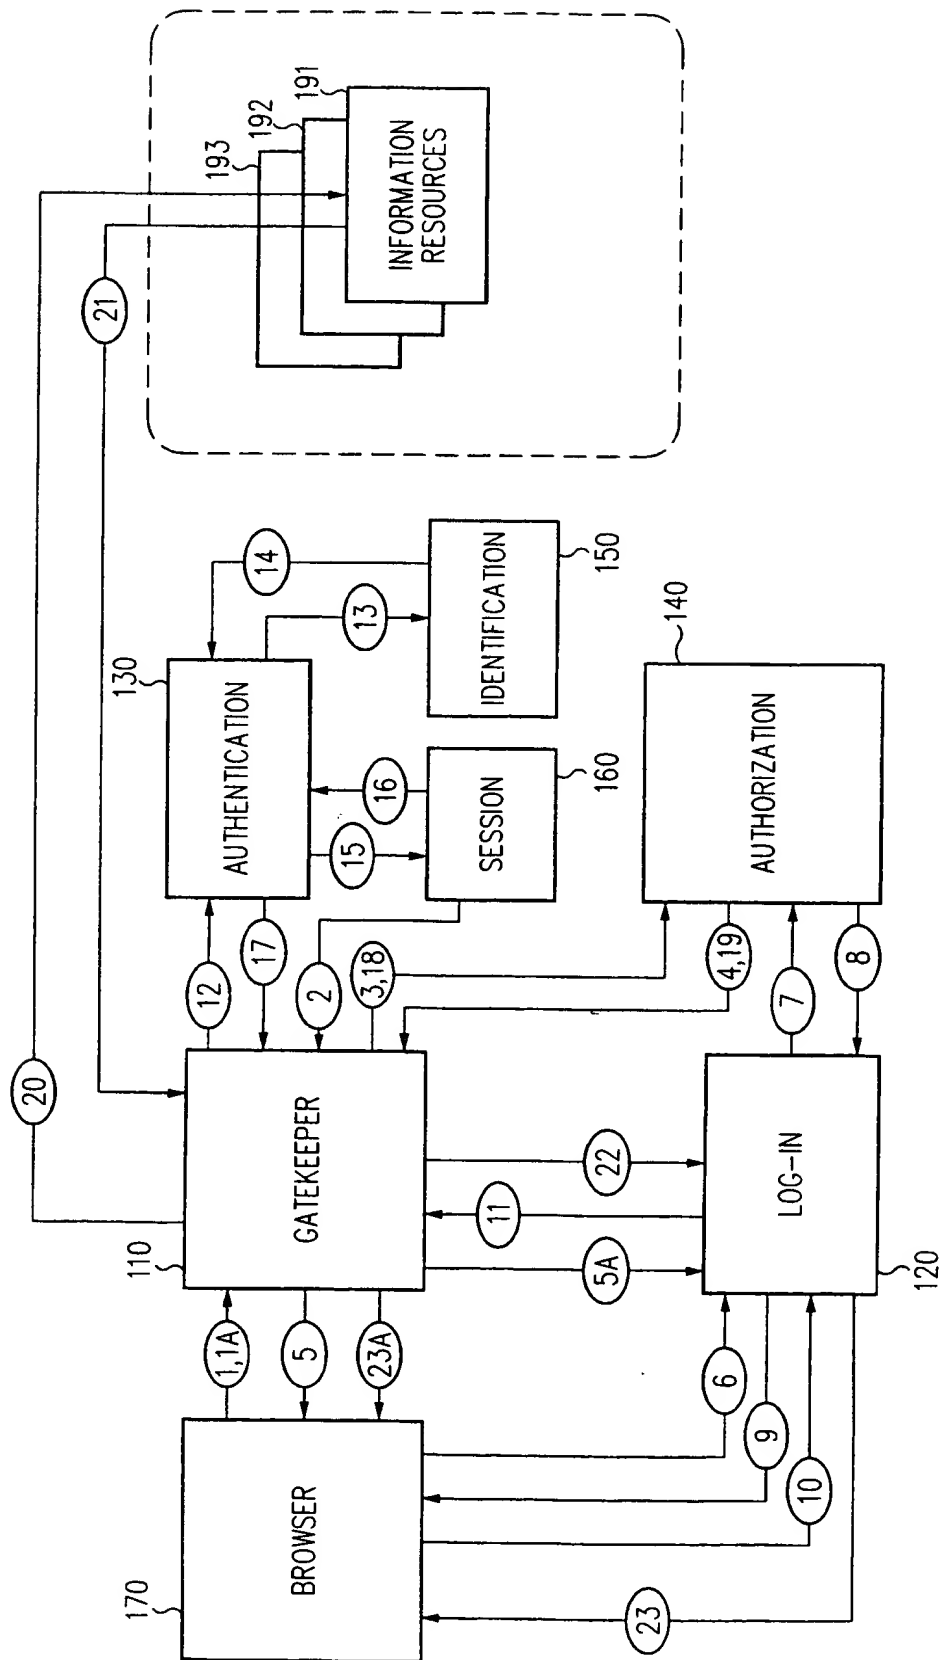 170
BROWSER
1,1A
5
23A
6
9
10
23
110
GATEKEEPER
20
21
12
17
2
3,18
4,19
5A
11
22
LOG-IN
120
7
8
130
AUTHENTICATION
15
16
13
14
SESSION
160
IDENTIFICATION
150
140
AUTHORIZATION
193
192
191
INFORMATION
RESOURCES